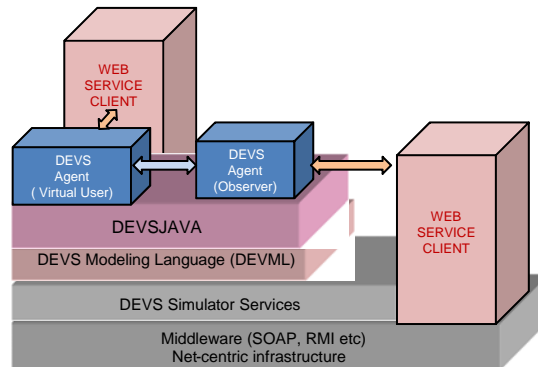 WEB
SERVICE
CLIENT
DEVS
Agent
( Virtual User)
DEVS
Agent
(Observer)
WEB
SERVICE
CLIENT
DEVSJAVA
DEVS Modeling Language (DEVML)
DEVS Simulator Services
Middleware (SOAP, RMI etc)
Net-centric infrastructure